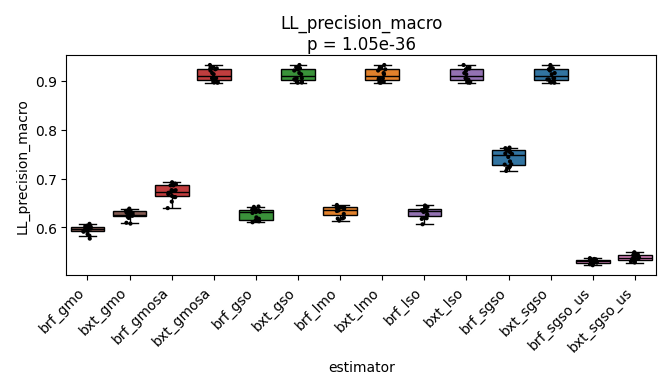 LL_precision_macro
p = 1.05e-36
LL_precision_macro
0.9
0.8
0.7
0.6
brf_gmo
bxt_gmo
brf_gmosa
bxt_gmosa
brf_gso
bxt_gso
brf_lmo
bxt_lmo
brf_lso
bxt_lso
brf_sgso
bxt_sgso
brf_sgso_us
bxt_sgso_us
estimator